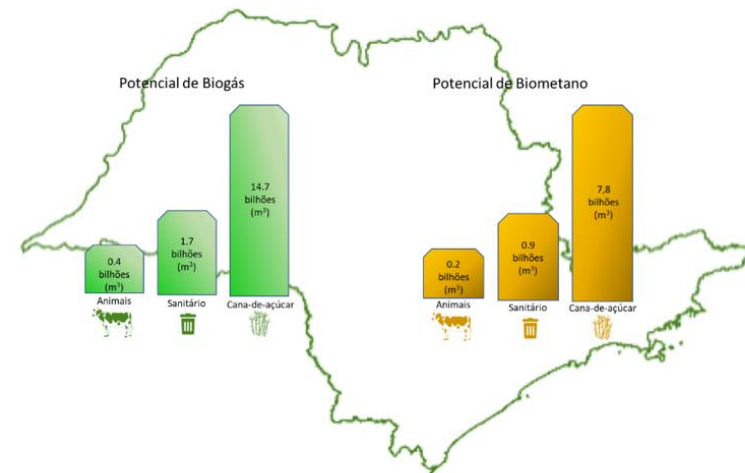 Potencial de Biogás
14.7
bilhões
(m³)
1.7
bilhões
(m³)
0.4
bilhões
(m³)
Animais
Sanitário
Cana-de-açúcar
Potencial de Biometano
7,8
bilhões
(m³)
0.9
bilhões
(m³)
0.2
bilhões
(m³)
Animais
Sanitário
Cana-de-açúcar